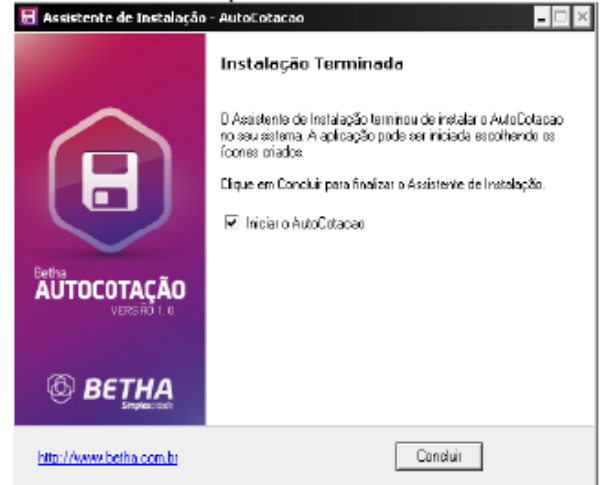 Assistente de Instalação - AutoCotacao
Instalação Terminada
O Assistente de Instalação terminou de instalar o AutoCotacao
no seu sistema. A aplicação pode ser iniciada escolhendo os
ícones criados.
Clique em Concluir para finalizar o Assistente de Instalação.
Iniciar o AutoCotacao
Betha
AUTOCOTAÇÃO
VERSÃO 1.0
BETHA
Simplescidade
http://www.betha.com.br
Concluir